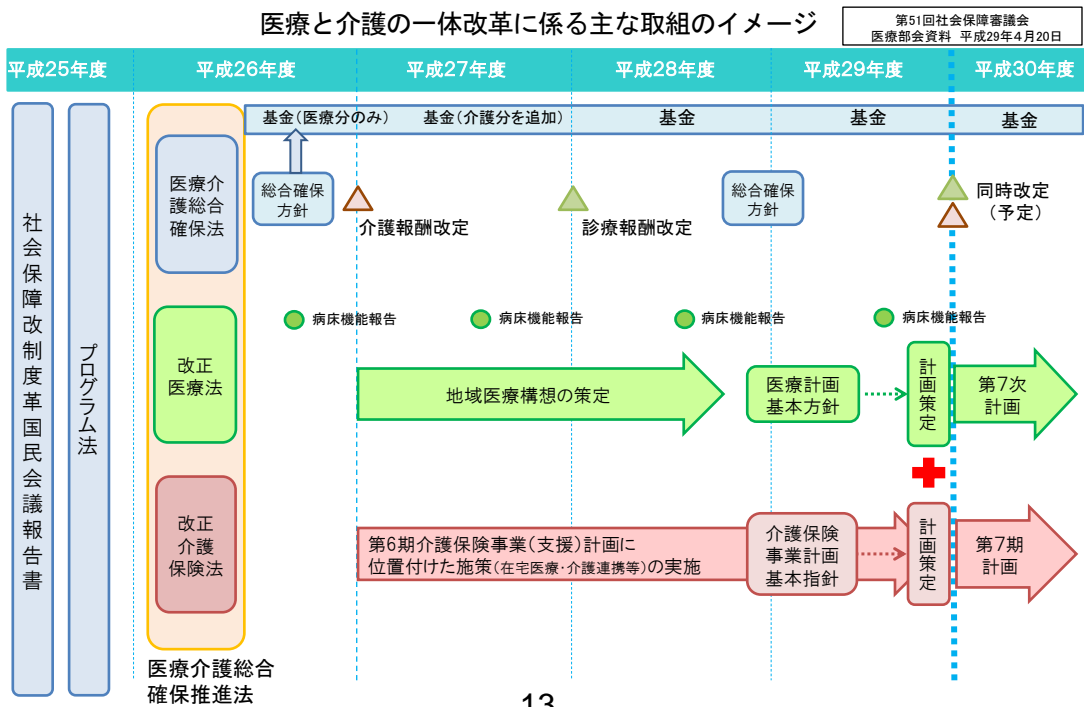 医療と介護の一体改革に係る主な取組のイメージ
第51回社会保障審議会
医療部会資料 平成29年4月20日
平成25年度
平成26年度
平成27年度
平成28年度
平成29年度
平成30年度
社会保障改制度革国民会議報告書
プログラム法
医療介
護総合
確保法
改正
医療法
改正
介護
保険法
医療介護総合
確保推進法
基金(医療分のみ)
基金(介護分を追加)
基金
基金
基金
総合確保
方針
介護報酬改定
診療報酬改定
総合確保
方針
同時改定
(予定)
病床機能報告
病床機能報告
病床機能報告
病床機能報告
地域医療構想の策定
医療計画
基本方針
計画策定
第7次
計画
第6期介護保険事業(支援)計画に
位置付けた施策(在宅医療・介護連携等)の実施
介護保険
事業計画
基本指針
計画策定
第7期
計画
13